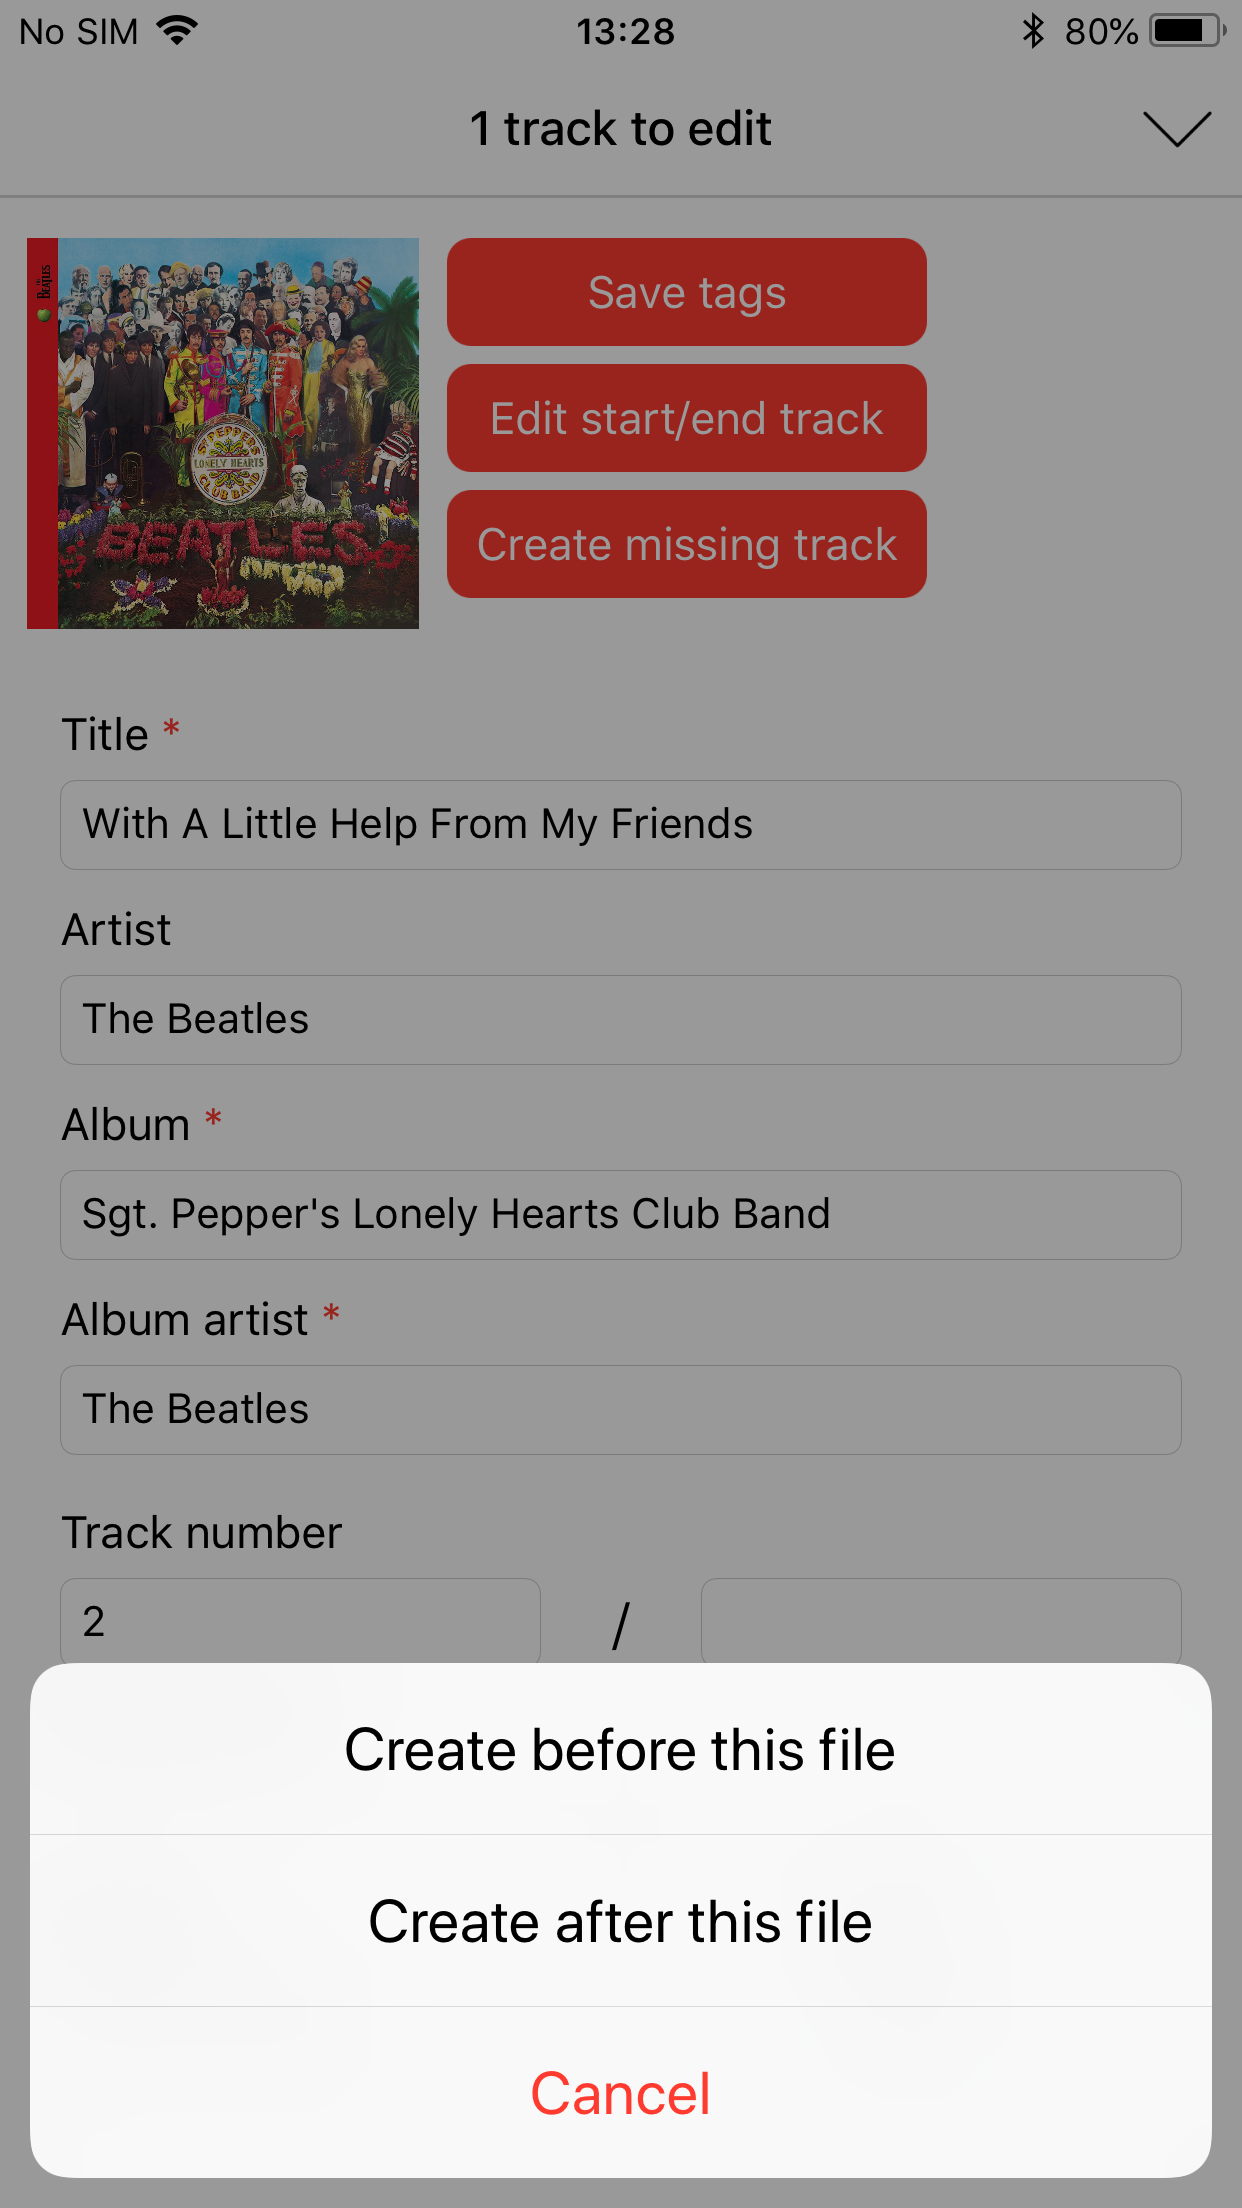 No SIM 13:28 80%
1 track to edit
THE BEATLES
Save tags
Edit start/end track
Create missing track
SGT. PEPPER'S
LONELY HEARTS
CLUB BAND
BEATLES
Title *
With A Little Help From My Friends
Artist
The Beatles
Album *
Sgt. Pepper's Lonely Hearts Club Band
Album artist *
The Beatles
Track number
2 /
Create before this file
Create after this file
Cancel